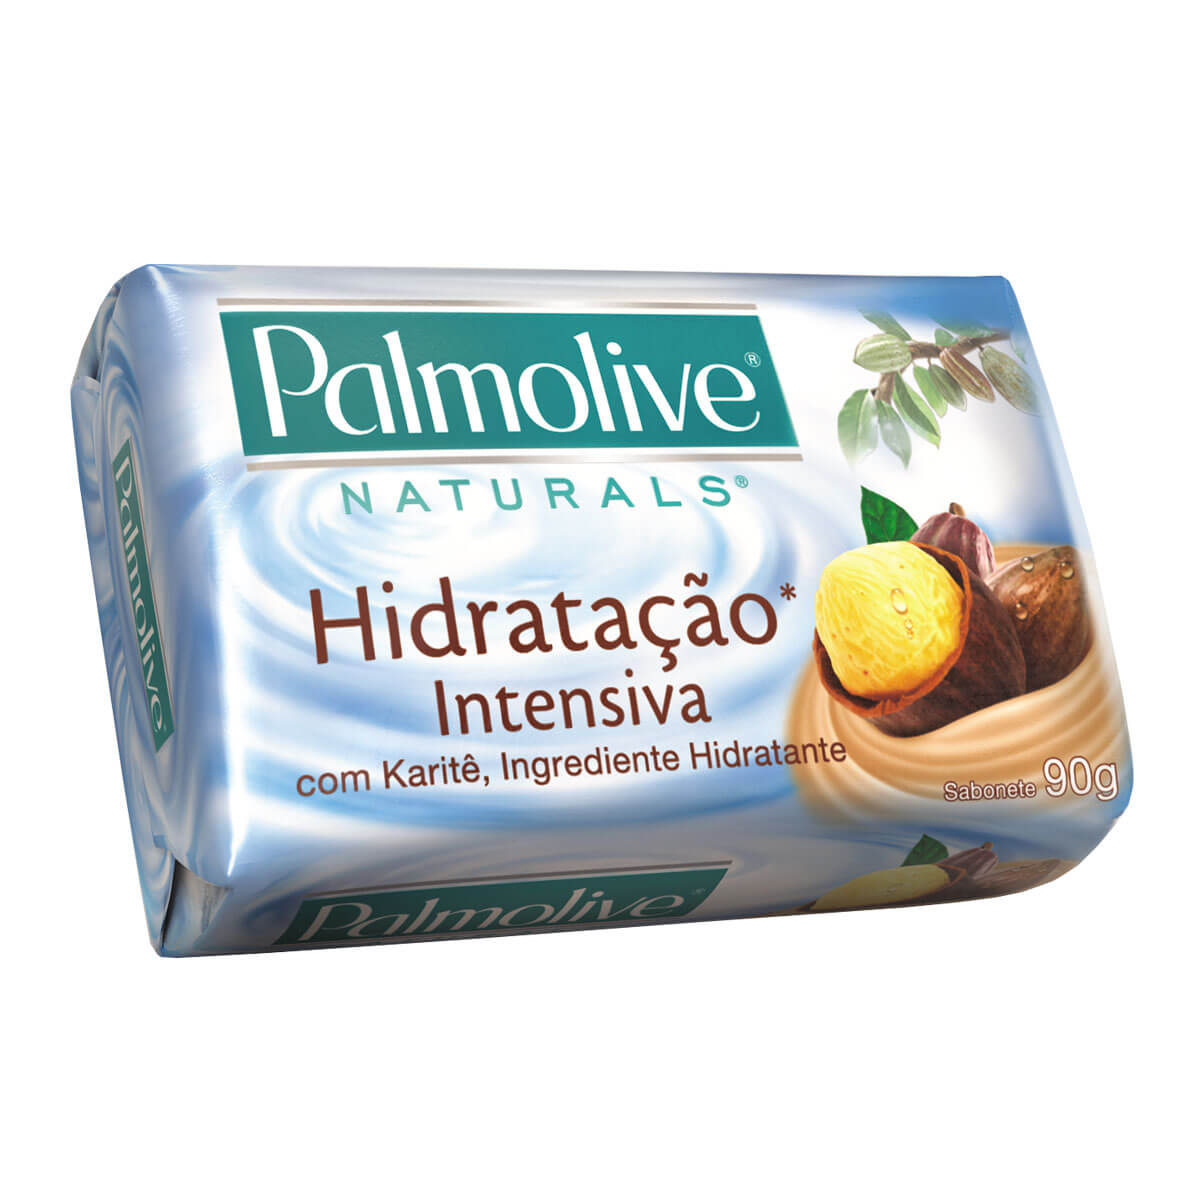 Palmolive®
NATURALS®
Hidratação*
Intensiva
com Karitê, Ingrediente Hidratante
Sabonete 90g
Palmolive
Palmolive®